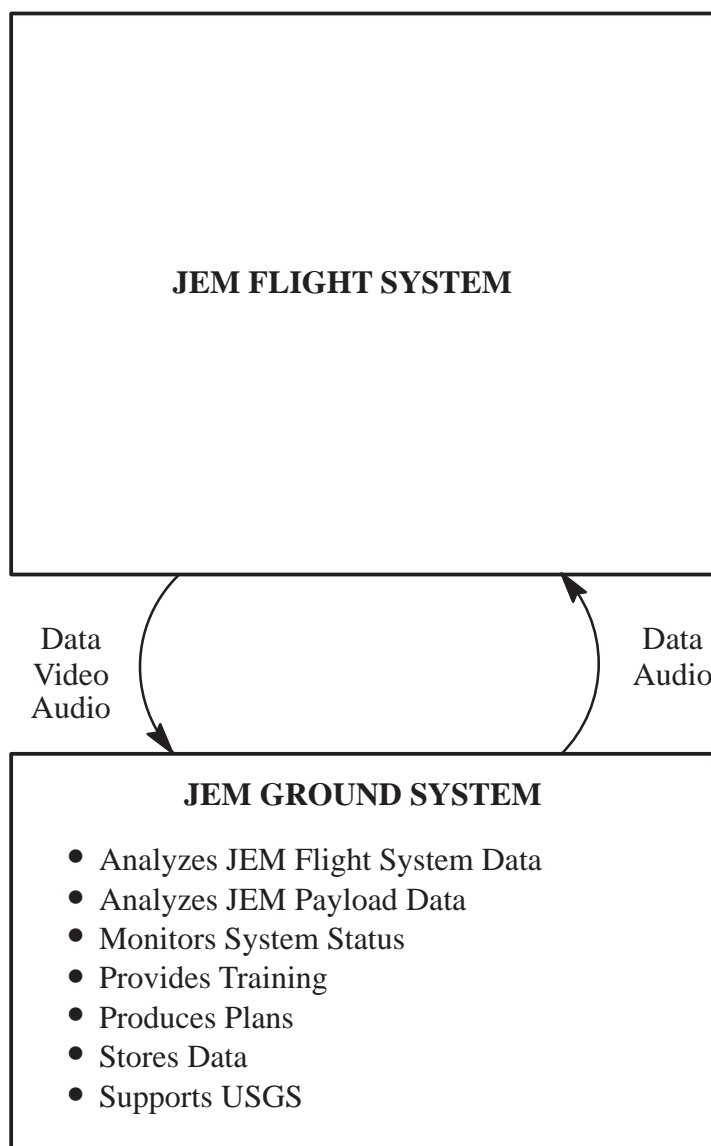 JEM FLIGHT SYSTEM
Data
Video
Audio
Data
Audio
JEM GROUND SYSTEM
• Analyzes JEM Flight System Data
• Analyzes JEM Payload Data
• Monitors System Status
• Provides Training
• Produces Plans
• Stores Data
• Supports USGS